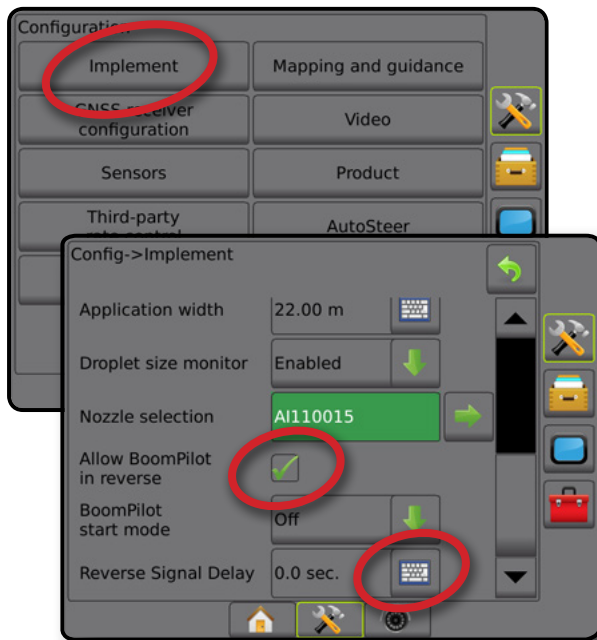 Configuration
Implement
Mapping and guidance
GNSS receiver
configuration
Video
Sensors
Product
Third-party
rate control
AutoSteer
Config->Implement
Application width
22.00 m
Droplet size monitor
Enabled
Nozzle selection
AI110015
Allow BoomPilot
in reverse
BoomPilot
start mode
Off
Reverse Signal Delay
0.0 sec.